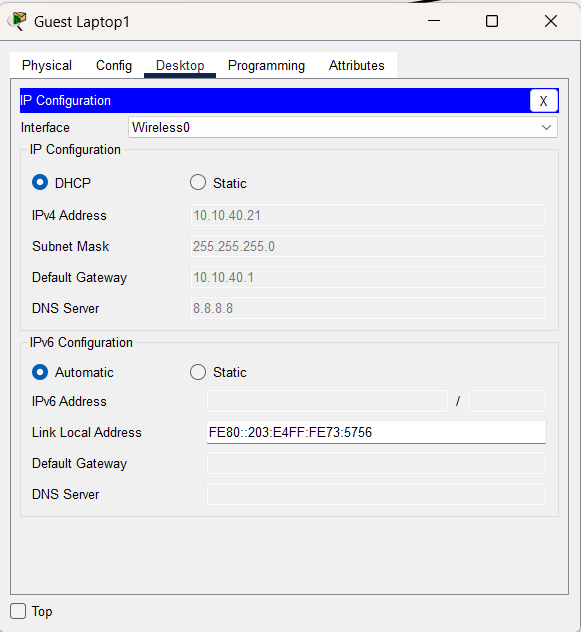 Guest Laptop1
Physical Config Desktop Programming Attributes
IP Configuration X
Interface Wireless0
IP Configuration
DHCP Static
IPv4 Address 10.10.40.21
Subnet Mask 255.255.255.0
Default Gateway 10.10.40.1
DNS Server 8.8.8.8
IPv6 Configuration
Automatic Static
IPv6 Address /
Link Local Address FE80::203:E4FF:FE73:5756
Default Gateway
DNS Server
Top